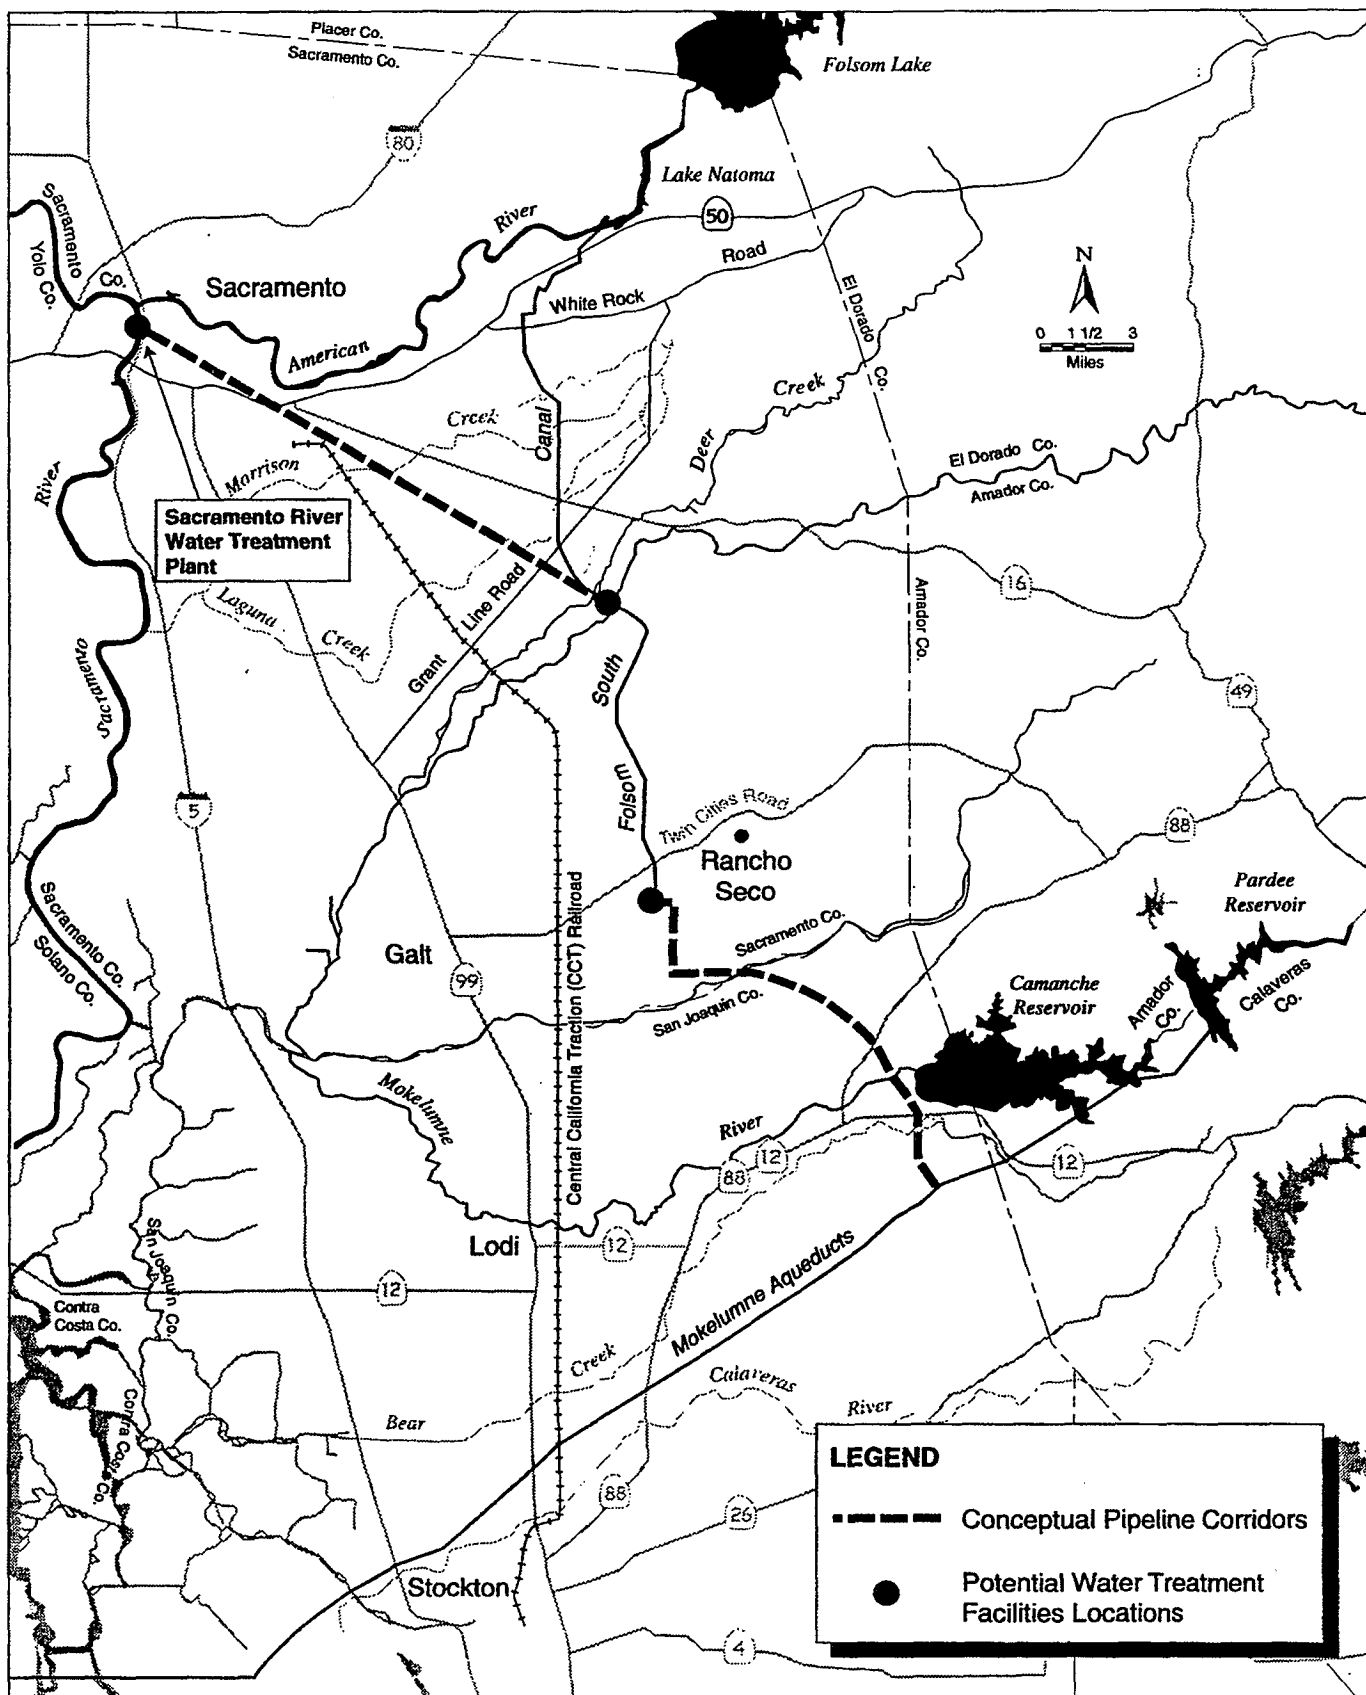 Placer Co.
Sacramento Co.
Folsom Lake
80
Lake Natoma
Sacramento
Yolo Co.
Co.
River
50
Road
Sacramento
White Rock
El Dorado
Co.
N
0 1 1/2 3
Miles
American
Creek
Creek
Canal
Deer
Morrison
River
El Dorado Co.
Amador Co.
Sacramento River
Water Treatment
Plant
Laguna
Creek
Grant
Line Road
16
Amador Co.
Sacramento
South
49
5
Folsom
Twin Cities Road
Rancho
Seco
88
Pardee
Reservoir
Sacramento Co.
Solano Co.
Galt
99
Central California Traction (CCT) Railroad
Sacramento Co.
San Joaquin Co.
Camanche
Reservoir
Amador
Co.
Calaveras
Co.
Mokelumne
River
88
12
12
Lodi
12
12
San Joaquin Co.
Contra
Costa Co.
Mokelumne Aqueducts
Creek
Calaveras
River
Bear
Contra Costa Co.
88
26
Stockton
4
LEGEND
Conceptual Pipeline Corridors
Potential Water Treatment
Facilities Locations